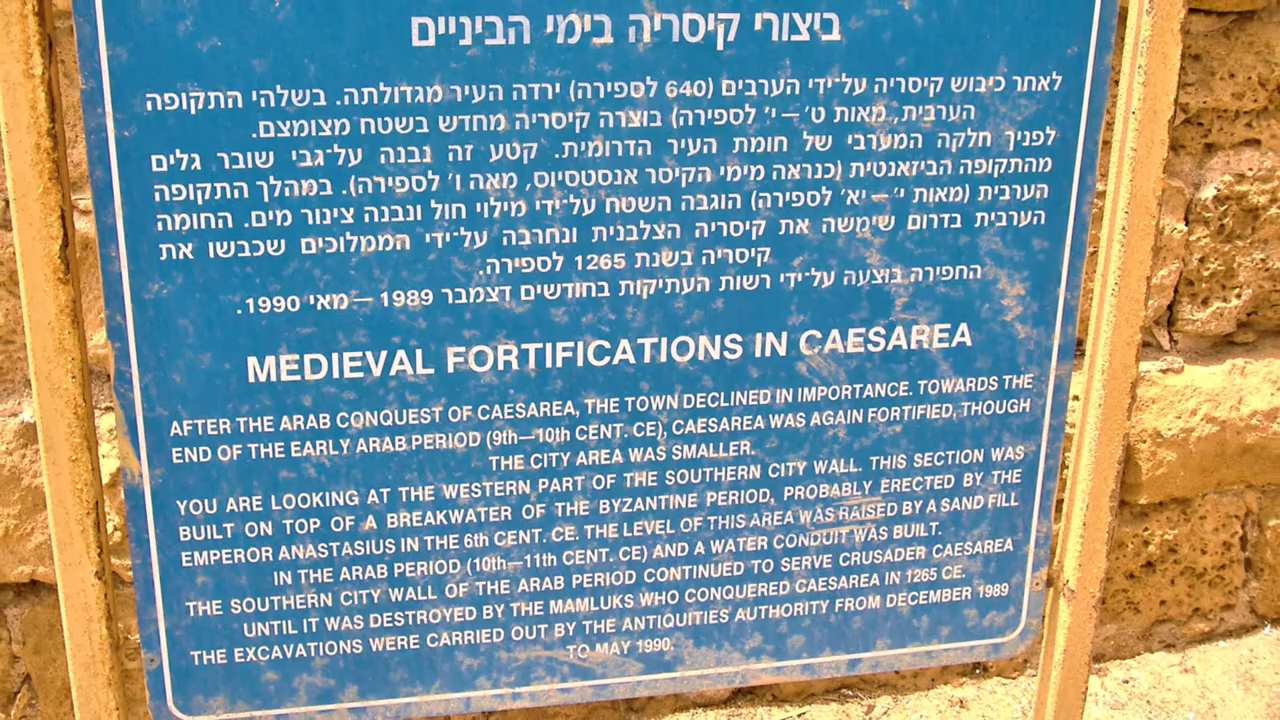 ביצורי קיסריה בימי הביניים
לאחר כיבוש קיסריה על־ידי הערבים (640 לספירה) ירדה העיר מגדולתה. בשלהי התקופה
הערבית, מאות ט׳ – י׳ לספירה) בוצרה קיסריה מחדש בשטח מצומצם.
לפניך חלקה המערבי של חומת העיר הדרומית. קטע זה נבנה על־גבי שובר גלים
מהתקופה הביזאנטית (כנראה מימי הקיסר אנסטסיוס, מאה ו׳ לספירה). במהלך התקופה
הערבית (מאות י׳ – יא׳ לספירה) הוגבה השטח על־ידי מילוי חול ונבנה צינור מים. החומה
הערבית בדרום שימשה את קיסריה הצלבנית ונחרבה על־ידי הממלוכים שכבשו את
קיסריה בשנת 1265 לספירה.
החפירה בוצעה על־ידי רשות העתיקות בחודשים דצמבר 1989 – מאי 1990.
MEDIEVAL FORTIFICATIONS IN CAESAREA
AFTER THE ARAB CONQUEST OF CAESAREA, THE TOWN DECLINED IN IMPORTANCE. TOWARDS THE
END OF THE EARLY ARAB PERIOD (9th—10th CENT. CE), CAESAREA WAS AGAIN FORTIFIED, THOUGH
THE CITY AREA WAS SMALLER.
YOU ARE LOOKING AT THE WESTERN PART OF THE SOUTHERN CITY WALL. THIS SECTION WAS
BUILT ON TOP OF A BREAKWATER OF THE BYZANTINE PERIOD, PROBABLY ERECTED BY THE
EMPEROR ANASTASIUS IN THE 6th CENT. CE. THE LEVEL OF THIS AREA WAS RAISED BY A SAND FILL
IN THE ARAB PERIOD (10th—11th CENT. CE) AND A WATER CONDUIT WAS BUILT.
THE SOUTHERN CITY WALL OF THE ARAB PERIOD CONTINUED TO SERVE CRUSADER CAESAREA
UNTIL IT WAS DESTROYED BY THE MAMLUKS WHO CONQUERED CAESAREA IN 1265 CE.
THE EXCAVATIONS WERE CARRIED OUT BY THE ANTIQUITIES AUTHORITY FROM DECEMBER 1989
TO MAY 1990.